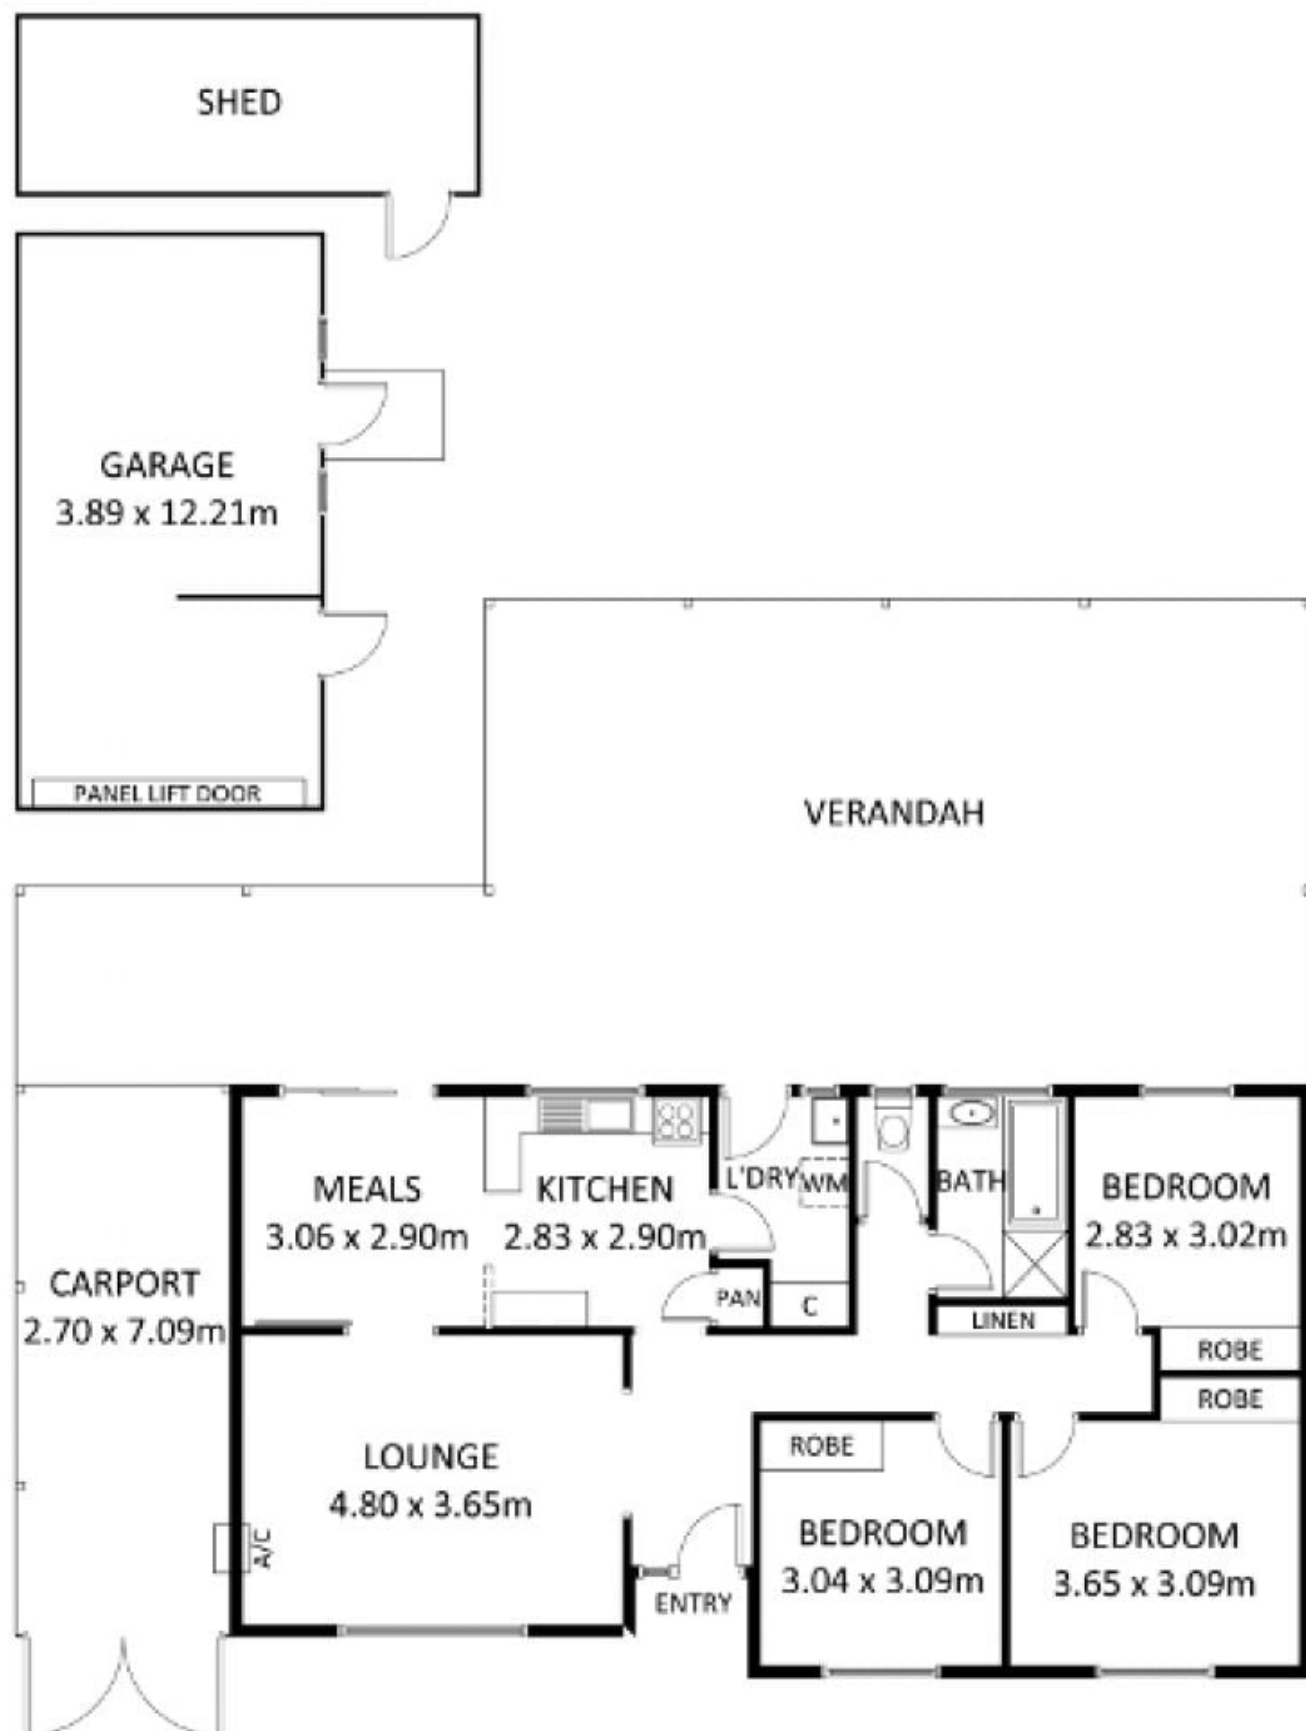 SHED
GARAGE
3.89 x 12.21m
PANEL LIFT DOOR
VERANDAH
MEALS
3.06 x 2.90m
KITCHEN
2.83 x 2.90m
L'DRY
WM
BATH
BEDROOM
2.83 x 3.02m
CARPORT
2.70 x 7.09m
PAN
C
LINEN
ROBE
ROBE
LOUNGE
4.80 x 3.65m
A/C
ROBE
BEDROOM
3.04 x 3.09m
BEDROOM
3.65 x 3.09m
ENTRY